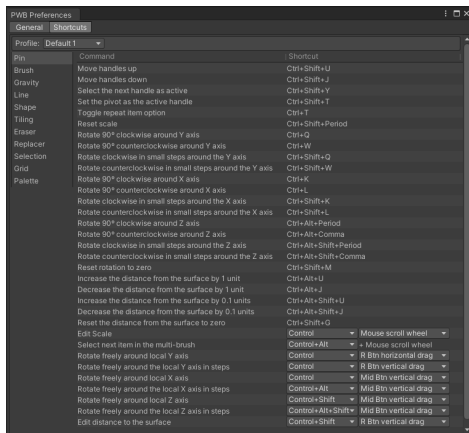 PWB Preferences
General Shortcuts
Profile: Default 1
Pin
Brush
Gravity
Line
Shape
Tiling
Eraser
Replacer
Selection
Grid
Palette
Command Shortcut
Move handles up Ctrl+Shift+U
Move handles down Ctrl+Shift+J
Select the next handle as active Ctrl+Shift+Y
Set the pivot as the active handle Ctrl+Shift+T
Toggle repeat item option Ctrl+T
Reset scale Ctrl+Shift+Period
Rotate 90º clockwise around Y axis Ctrl+Q
Rotate 90º counterclockwise around Y axis Ctrl+W
Rotate clockwise in small steps around the Y axis Ctrl+Shift+Q
Rotate counterclockwise in small steps around the Y axis Ctrl+Shift+W
Rotate 90º clockwise around X axis Ctrl+K
Rotate 90º counterclockwise around X axis Ctrl+L
Rotate clockwise in small steps around the X axis Ctrl+Shift+K
Rotate counterclockwise in small steps around the X axis Ctrl+Shift+L
Rotate 90º clockwise around Z axis Ctrl+Alt+Period
Rotate 90º counterclockwise around Z axis Ctrl+Alt+Comma
Rotate clockwise in small steps around the Z axis Ctrl+Alt+Shift+Period
Rotate counterclockwise in small steps around the Z axis Ctrl+Alt+Shift+Comma
Reset rotation to zero Ctrl+Shift+M
Increase the distance from the surface by 1 unit Ctrl+Alt+U
Decrease the distance from the surface by 1 unit Ctrl+Alt+J
Increase the distance from the surface by 0.1 units Ctrl+Alt+Shift+U
Decrease the distance from the surface by 0.1 units Ctrl+Alt+Shift+J
Reset the distance from the surface to zero Ctrl+Shift+G
Edit Scale Control Mouse scroll wheel
Select next item in the multi-brush Control+Alt + Mouse scroll wheel
Rotate freely around local Y axis Control R Btn horizontal drag
Rotate freely around the local Y axis in steps Control R Btn vertical drag
Rotate freely around local X axis Control Mid Btn vertical drag
Rotate freely around the local X axis in steps Control+Alt Mid Btn vertical drag
Rotate freely around local Z axis Control+Shift Mid Btn vertical drag
Rotate freely around the local Z axis in steps Control+Alt+Shift Mid Btn vertical drag
Edit distance to the surface Control+Shift R Btn vertical drag